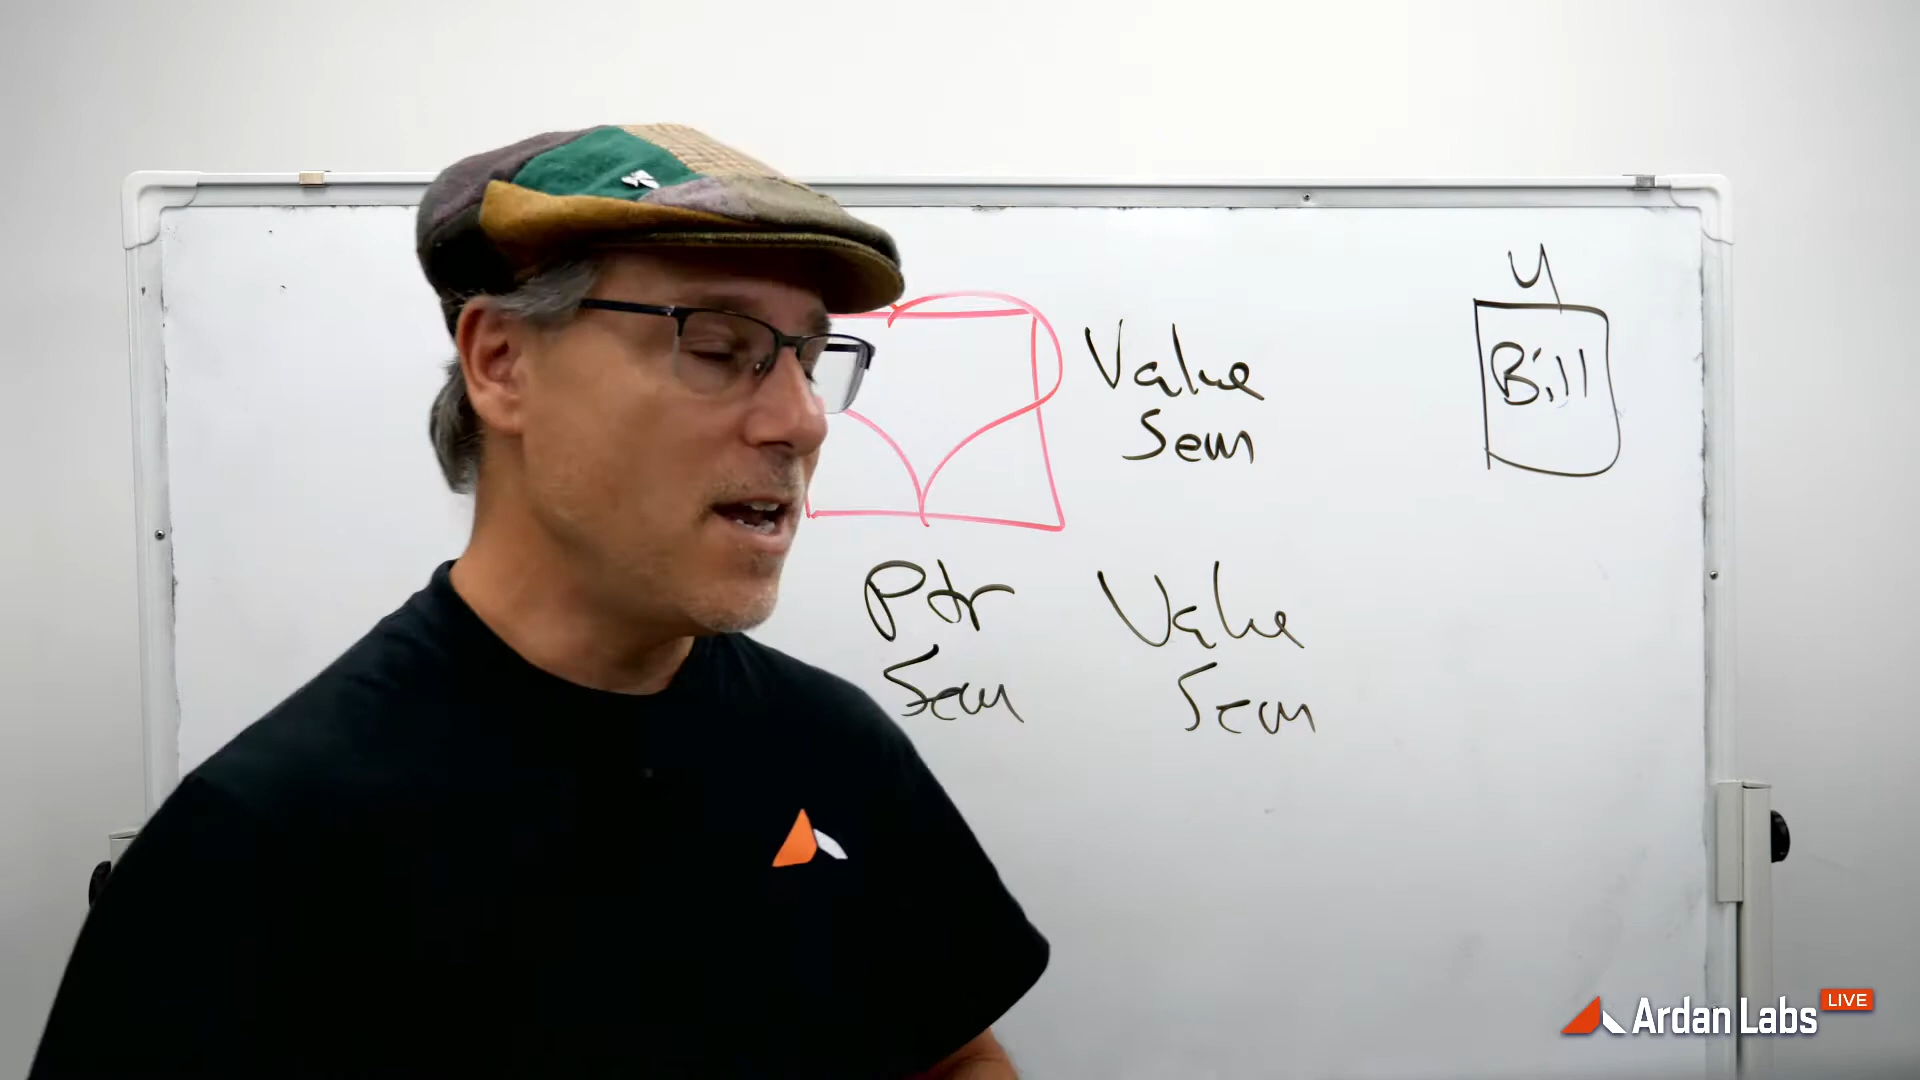 Value
Sem
Ptr Value
Sem Sem
y
Bill
Ardan Labs LIVE